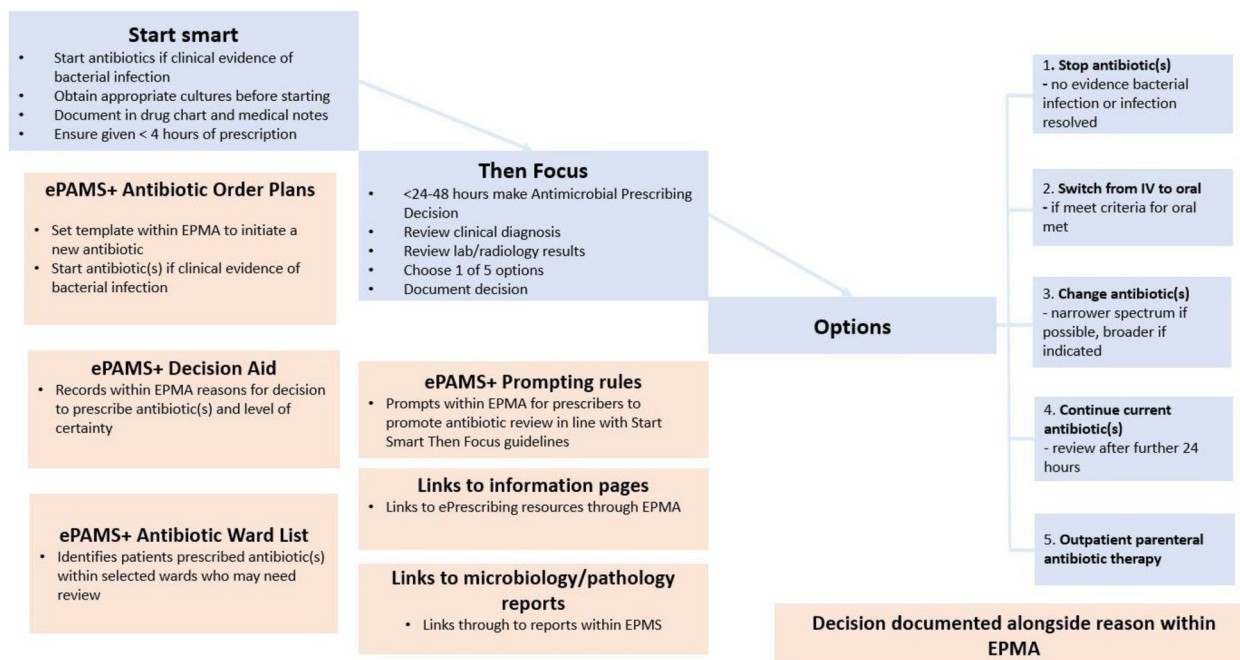 Start smart
• Start antibiotics if clinical evidence of
bacterial infection
• Obtain appropriate cultures before starting
• Document in drug chart and medical notes
• Ensure given < 4 hours of prescription
ePAMS+ Antibiotic Order Plans
• Set template within EPMA to initiate a
new antibiotic
• Start antibiotic(s) if clinical evidence of
bacterial infection
ePAMS+ Decision Aid
• Records within EPMA reasons for decision
to prescribe antibiotic(s) and level of
certainty
ePAMS+ Antibiotic Ward List
• Identifies patients prescribed antibiotic(s)
within selected wards who may need
review
Then Focus
• <24-48 hours make Antimicrobial Prescribing
Decision
• Review clinical diagnosis
• Review lab/radiology results
• Choose 1 of 5 options
• Document decision
ePAMS+ Prompting rules
• Prompts within EPMA for prescribers to
promote antibiotic review in line with Start
Smart Then Focus guidelines
Links to information pages
• Links to ePrescribing resources through EPMA
Links to microbiology/pathology
reports
• Links through to reports within EPMS
Options
1. Stop antibiotic(s)
- no evidence bacterial
infection or infection
resolved
2. Switch from IV to oral
- if meet criteria for oral
met
3. Change antibiotic(s)
- narrower spectrum if
possible, broader if
indicated
4. Continue current
antibiotic(s)
- review after further 24
hours
5. Outpatient parenteral
antibiotic therapy
Decision documented alongside reason within
EPMA